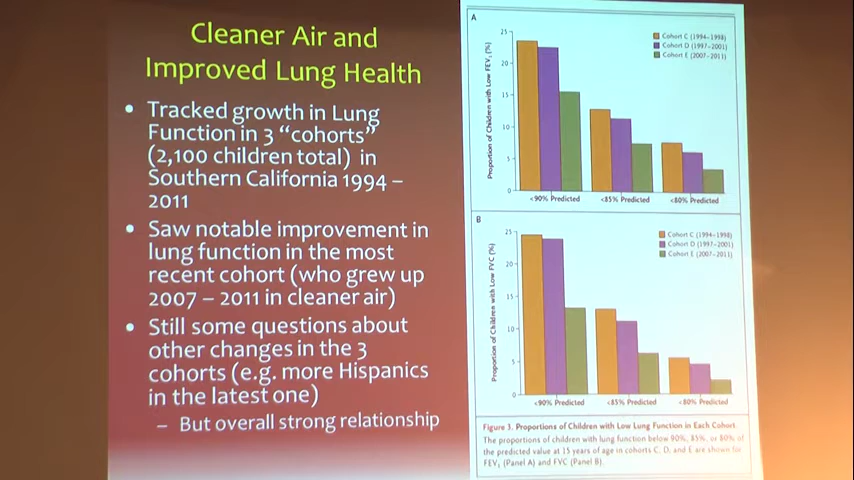 Cleaner Air and
Improved Lung Health
• Tracked growth in Lung
Function in 3 “cohorts”
(2,100 children total) in
Southern California 1994 –
2011
• Saw notable improvement in
lung function in the most
recent cohort (who grew up
2007 – 2011 in cleaner air)
• Still some questions about
other changes in the 3
cohorts (e.g. more Hispanics
in the latest one)
– But overall strong relationship
A
Proportion of Children with Low FEV₁ (%)
25
20
15
10
5
0
Cohort C (1994–1998)
Cohort D (1997–2001)
Cohort E (2007–2011)
<90% Predicted
<85% Predicted
<80% Predicted
B
Proportion of Children with Low FVC (%)
25
20
15
10
5
0
Cohort C (1994–1998)
Cohort D (1997–2001)
Cohort E (2007–2011)
<90% Predicted
<85% Predicted
<80% Predicted
Figure 3. Proportions of Children with Low Lung Function in Each Cohort.
The proportions of children with lung function below 90%, 85%, or 80% of
the predicted value at 15 years of age in cohorts C, D, and E are shown for
FEV₁ (Panel A) and FVC (Panel B).